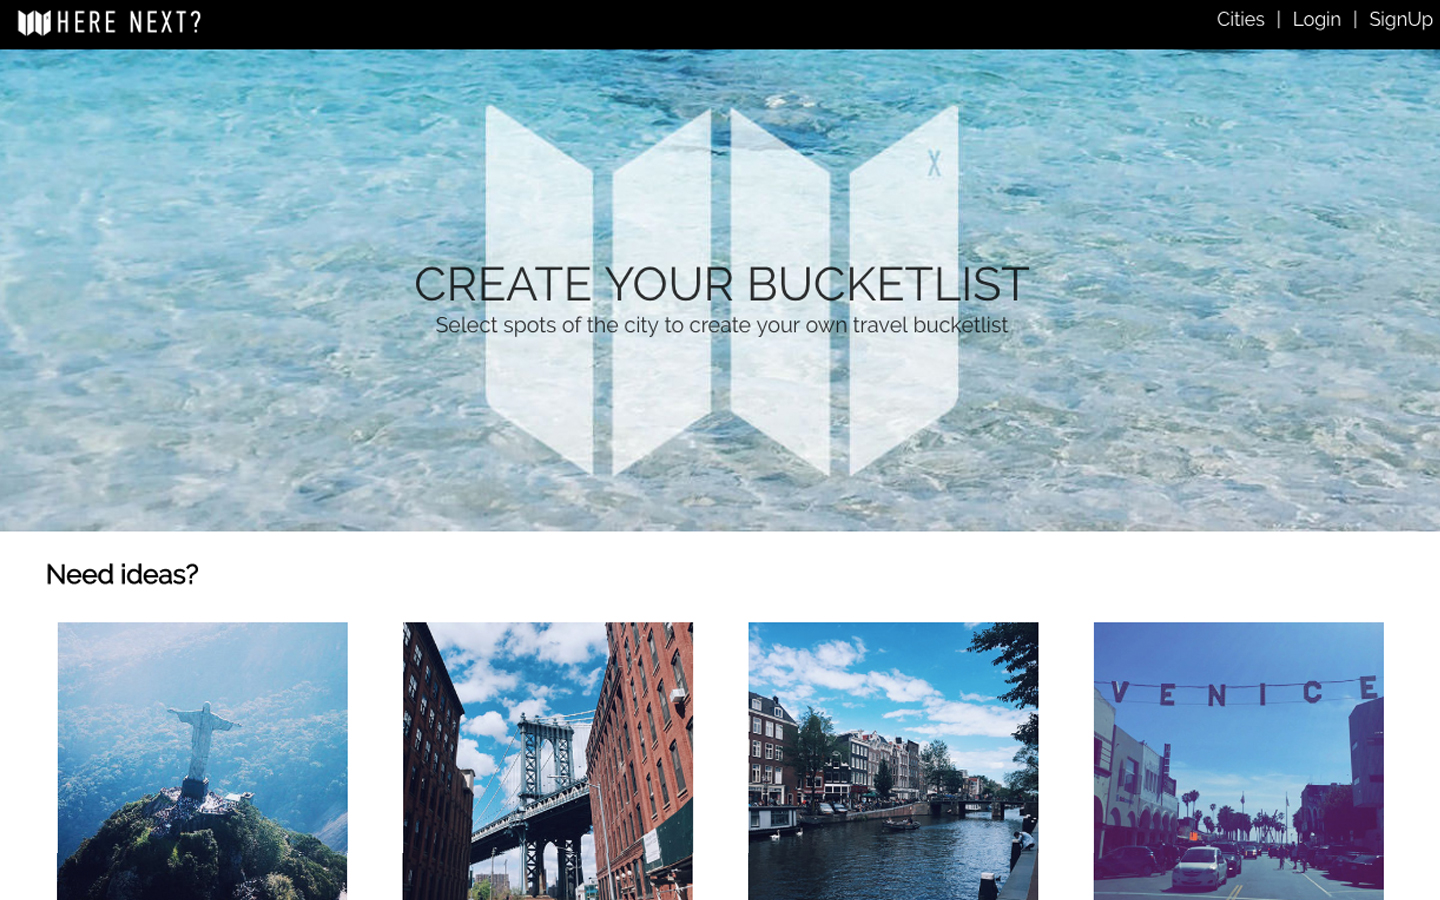 HERE NEXT?
Cities | Login | SignUp
X
CREATE YOUR BUCKETLIST
Select spots of the city to create your own travel bucketlist
Need ideas?
VENICE